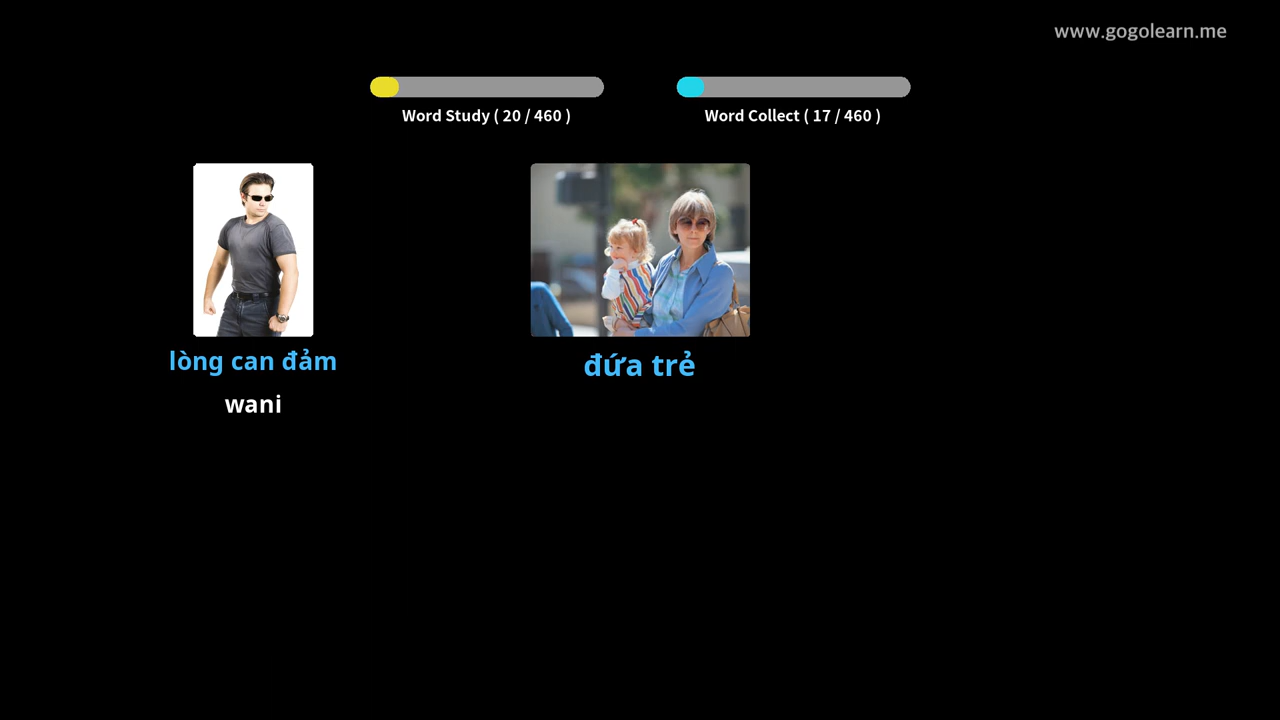 www.gogolearn.me
Word Study ( 20 / 460 )
Word Collect ( 17 / 460 )
lòng can đảm
wani
đứa trẻ